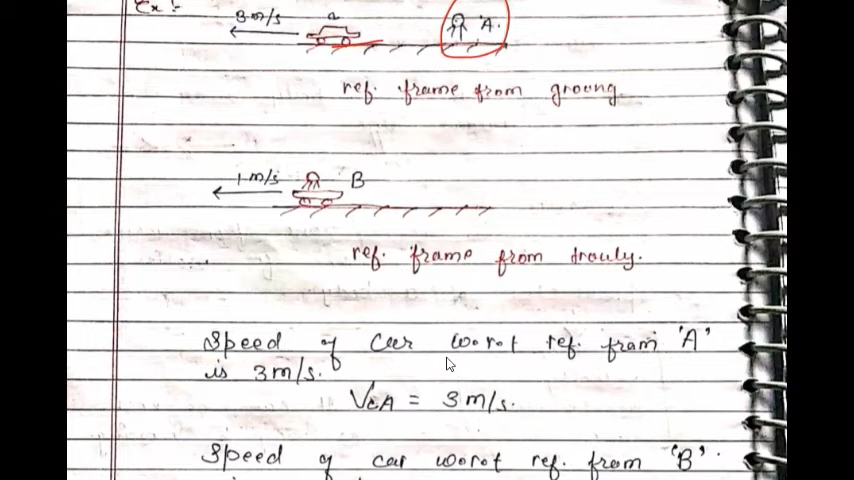 Ex :-
3 m/s a A.
ref. frame from groung.
1 m/s B
ref. frame from trouly.
Speed of car w.r.t ref. fram 'A'
is 3 m/s.
VCA = 3 m/s.
Speed of car w.r.t ref. from 'B'.